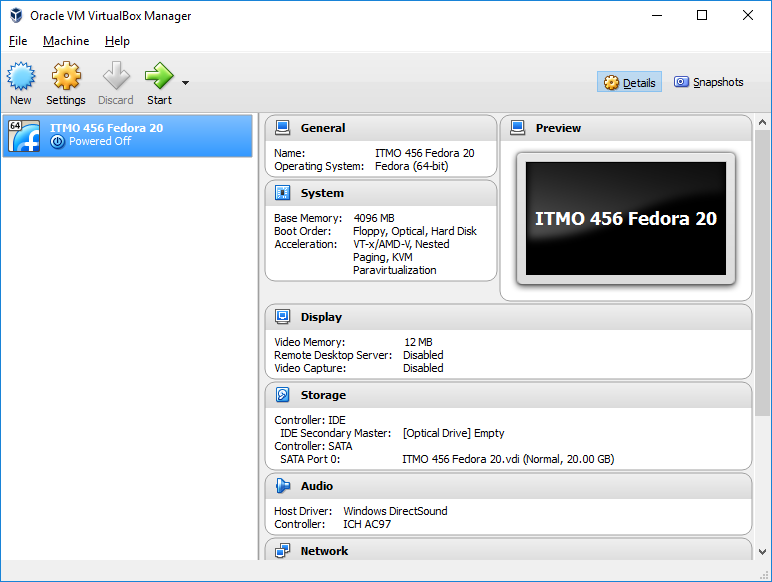 Oracle VM VirtualBox Manager
File Machine Help
New Settings Discard Start Details Snapshots
64
ITMO 456 Fedora 20
Powered Off
General
Name: ITMO 456 Fedora 20
Operating System: Fedora (64-bit)
Preview
ITMO 456 Fedora 20
System
Base Memory: 4096 MB
Boot Order: Floppy, Optical, Hard Disk
Acceleration: VT-x/AMD-V, Nested
Paging, KVM
Paravirtualization
Display
Video Memory: 12 MB
Remote Desktop Server: Disabled
Video Capture: Disabled
Storage
Controller: IDE
IDE Secondary Master: [Optical Drive] Empty
Controller: SATA
SATA Port 0: ITMO 456 Fedora 20.vdi (Normal, 20.00 GB)
Audio
Host Driver: Windows DirectSound
Controller: ICH AC97
Network